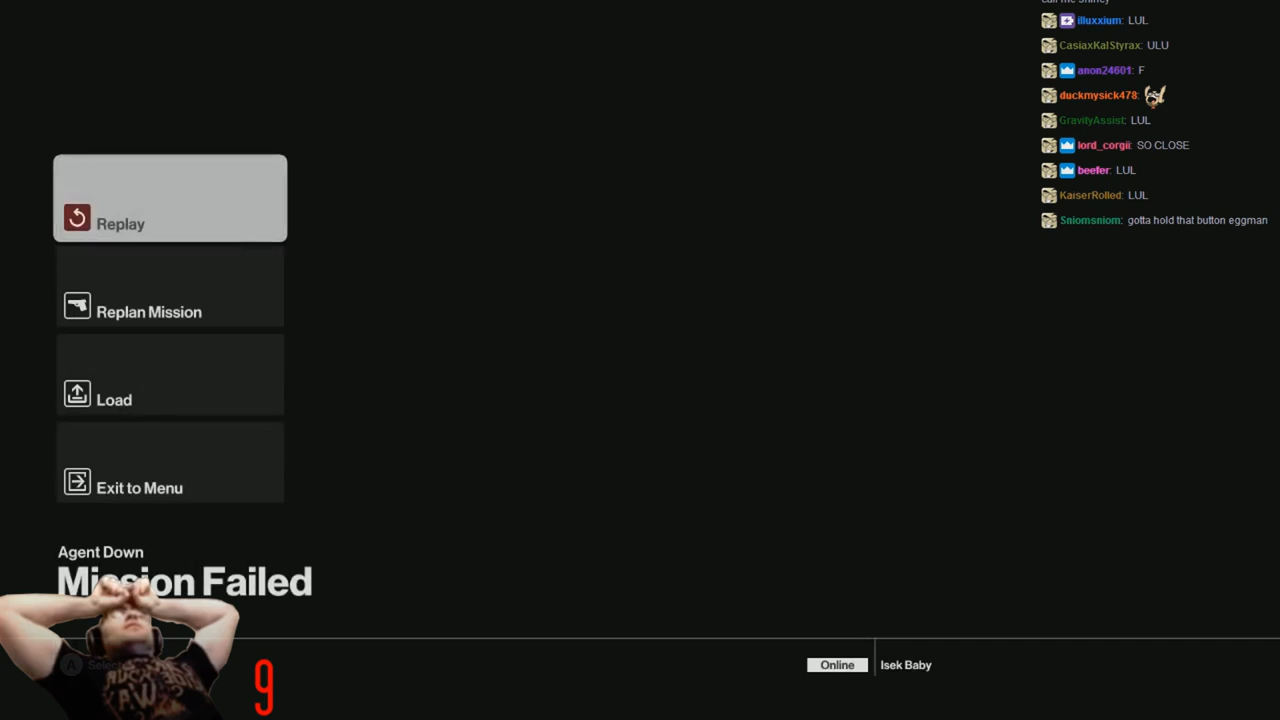 illuxxium: LUL
CasiaxKalStyrax: ULU
anon24601: F
duckmysick478:
GravityAssist: LUL
lord_corgii: SO CLOSE
beefer: LUL
KaiserRolled: LUL
Sniomsniom: gotta hold that button eggman
Replay
Replan Mission
Load
Exit to Menu
Agent Down
Mission Failed
A Select
9
Online
Isek Baby